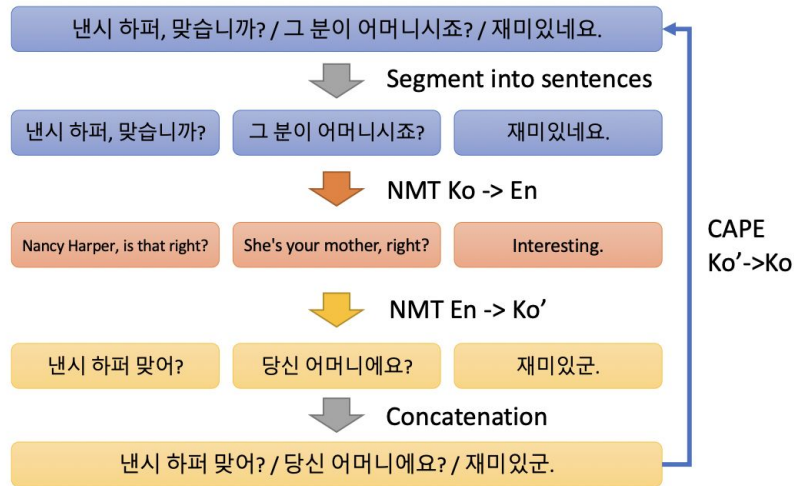 낸시 하퍼, 맞습니까? / 그 분이 어머니시죠? / 재미있네요.
Segment into sentences
낸시 하퍼, 맞습니까?
그 분이 어머니시죠?
재미있네요.
NMT Ko -> En
Nancy Harper, is that right?
She's your mother, right?
Interesting.
CAPE
Ko’->Ko
NMT En -> Ko’
낸시 하퍼 맞어?
당신 어머니에요?
재미있군.
Concatenation
낸시 하퍼 맞어? / 당신 어머니에요? / 재미있군.